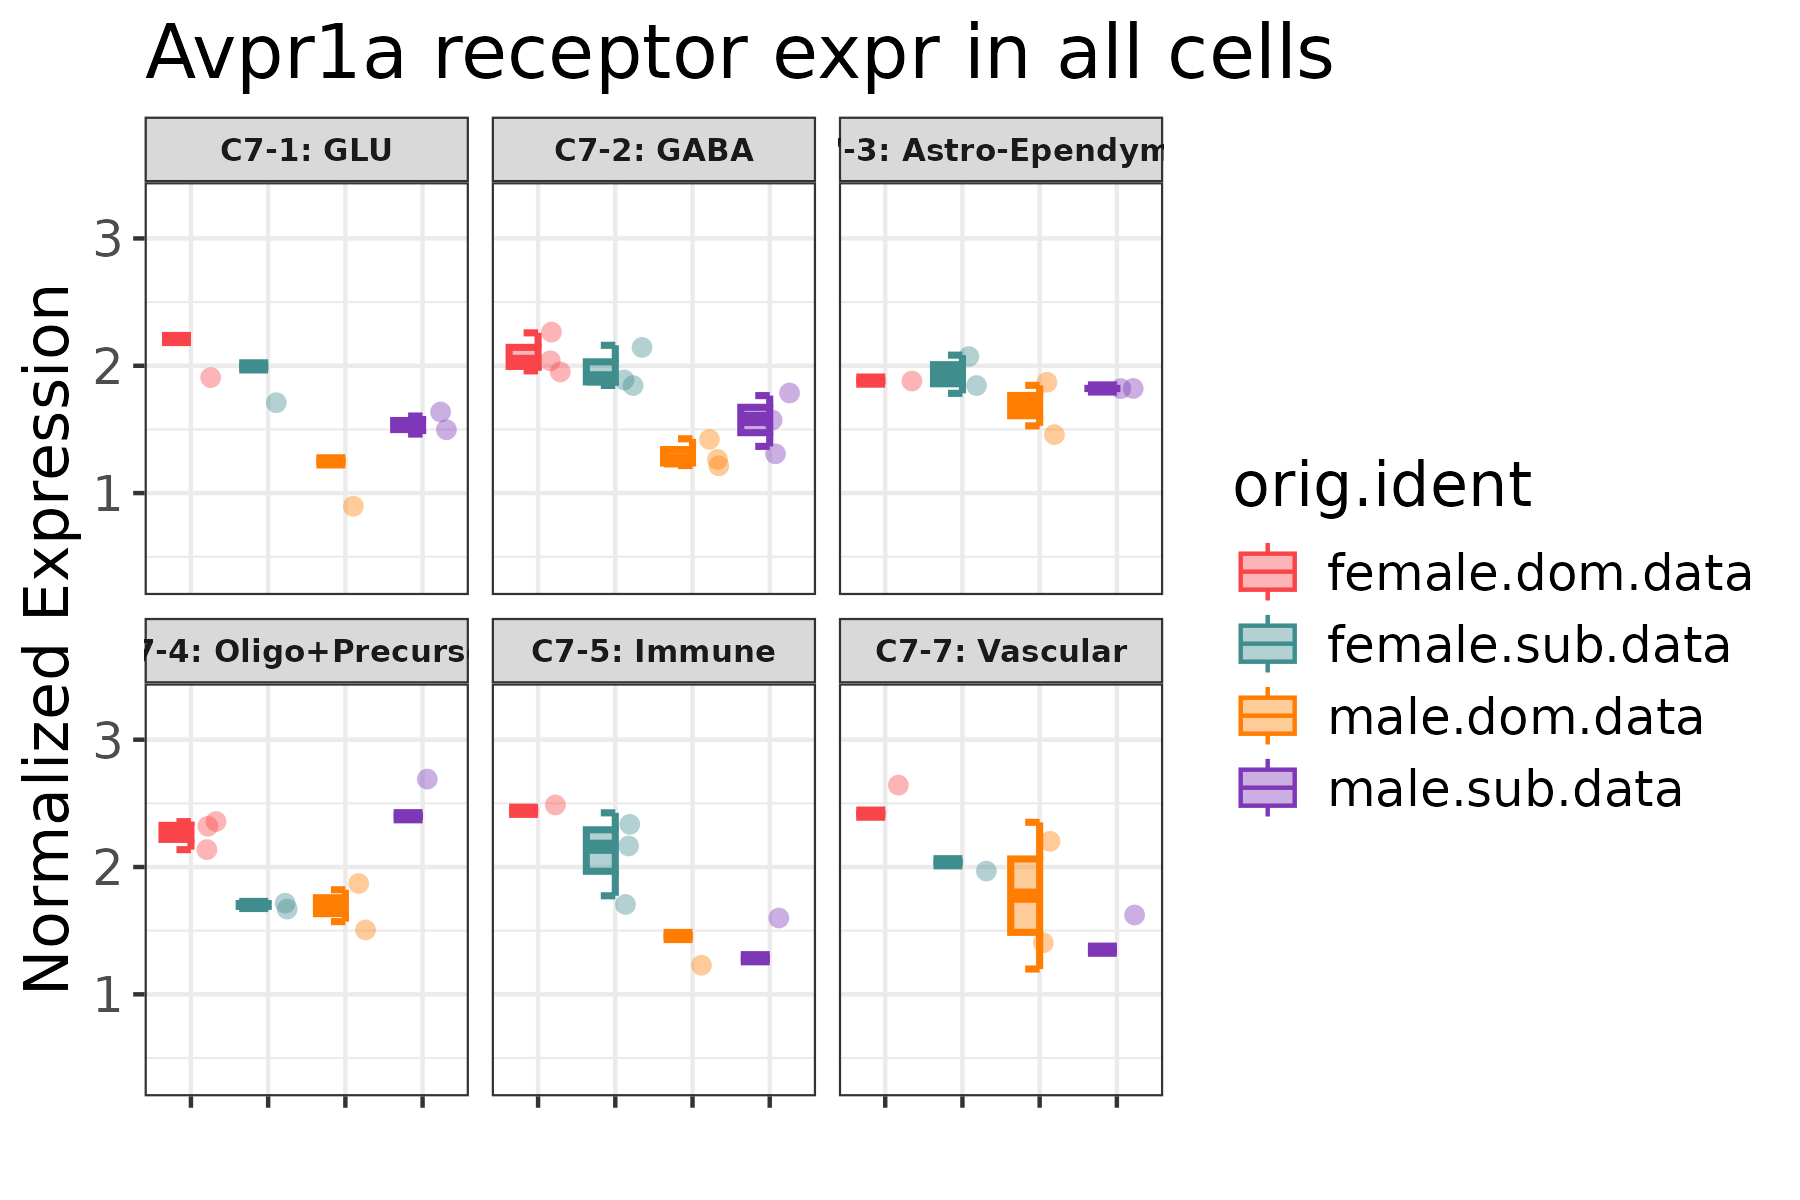 Avpr1a receptor expr in all cells
C7-1: GLU
C7-2: GABA
-3: Astro-Ependym
3
2
1
Normalized Expression
7-4: Oligo+Precurs
C7-5: Immune
C7-7: Vascular
3
2
1
orig.ident
female.dom.data
female.sub.data
male.dom.data
male.sub.data